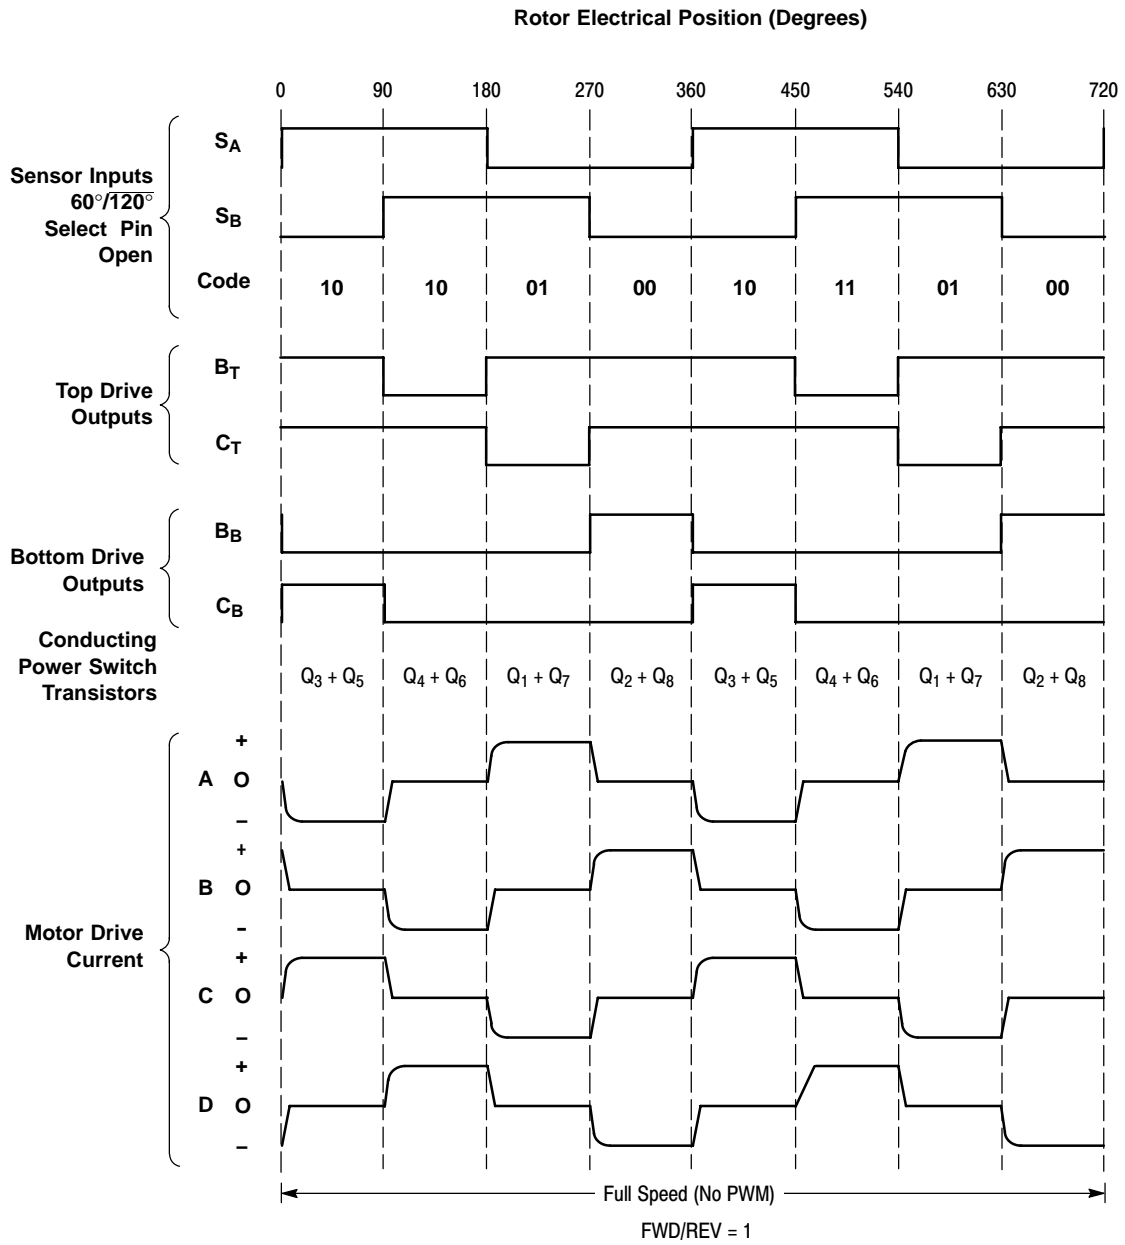 Rotor Electrical Position (Degrees)
0 90 180 270 360 450 540 630 720
Sensor Inputs
60°/120°
Select Pin
Open
SA
SB
Code
10 10 01 00 10 11 01 00
Top Drive
Outputs
BT
CT
Bottom Drive
Outputs
BB
CB
Conducting
Power Switch
Transistors
Q3 + Q5 Q4 + Q6 Q1 + Q7 Q2 + Q8 Q3 + Q5 Q4 + Q6 Q1 + Q7 Q2 + Q8
Motor Drive
Current
+
A O
–
+
B O
–
+
C O
–
+
D O
–
Full Speed (No PWM)
FWD/REV = 1